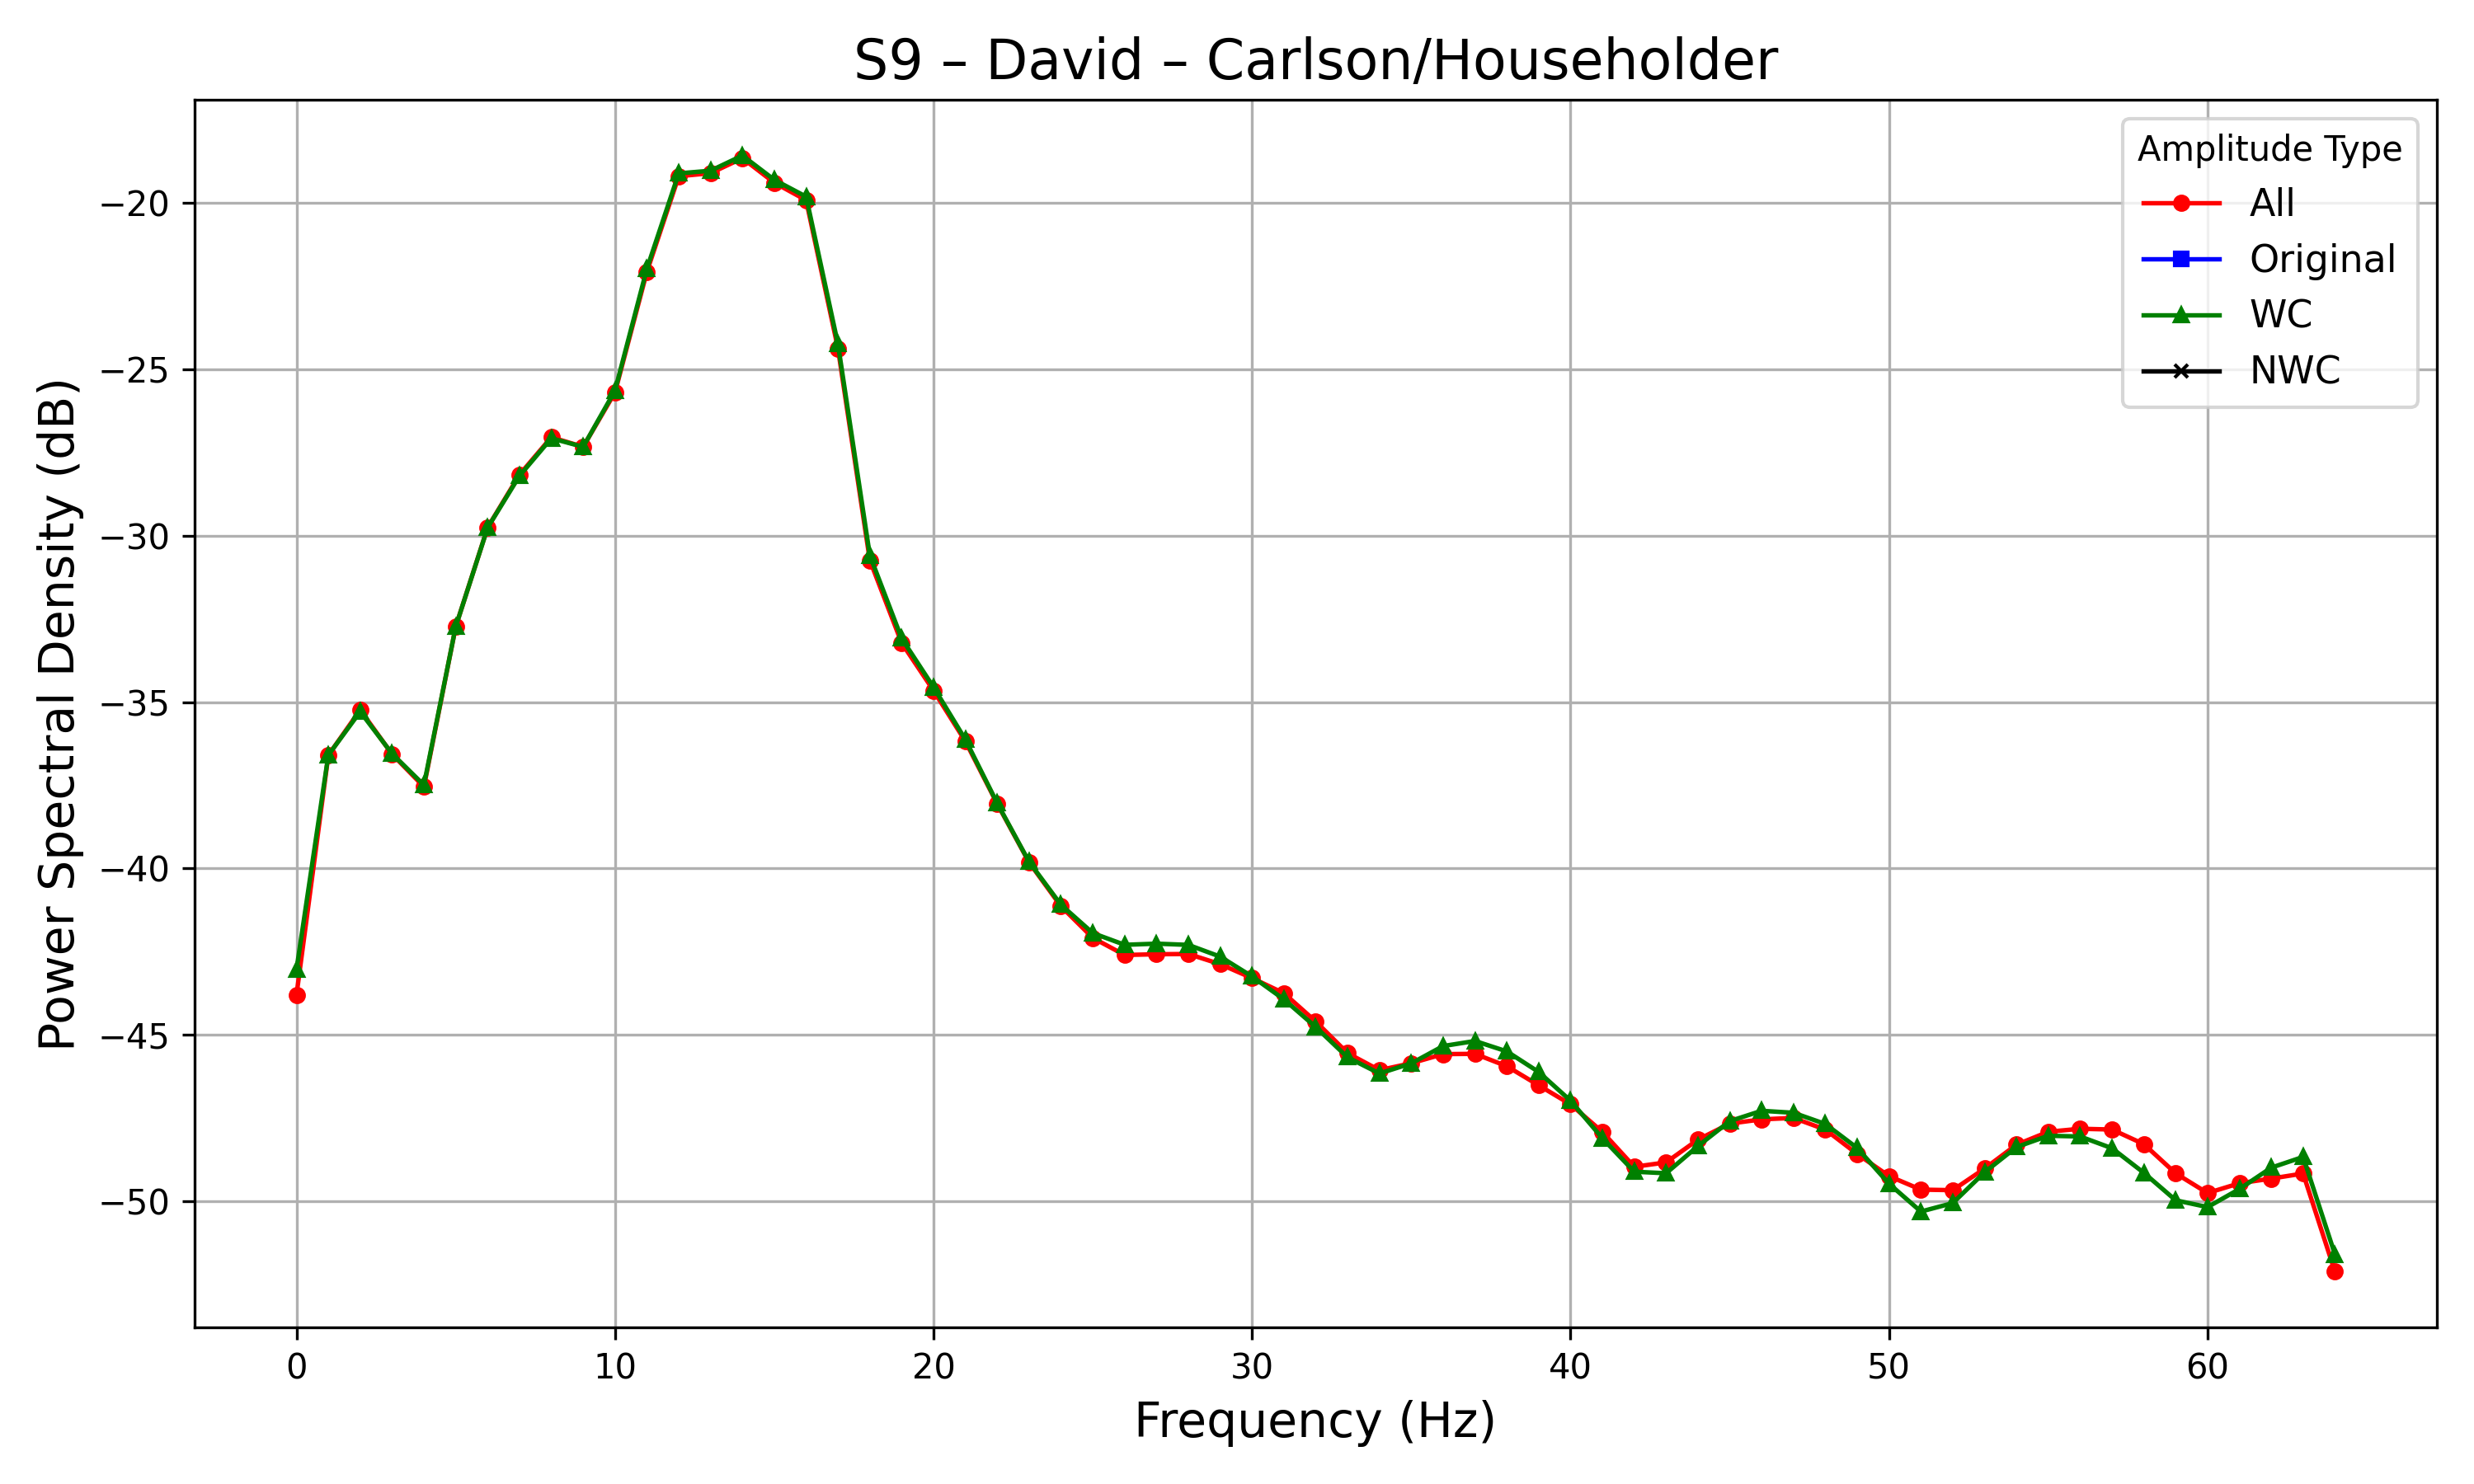 S9 – David – Carlson/Householder
Amplitude Type
All
Original
WC
NWC
Power Spectral Density (dB)
−20
−25
−30
−35
−40
−45
−50
0 10 20 30 40 50 60
Frequency (Hz)